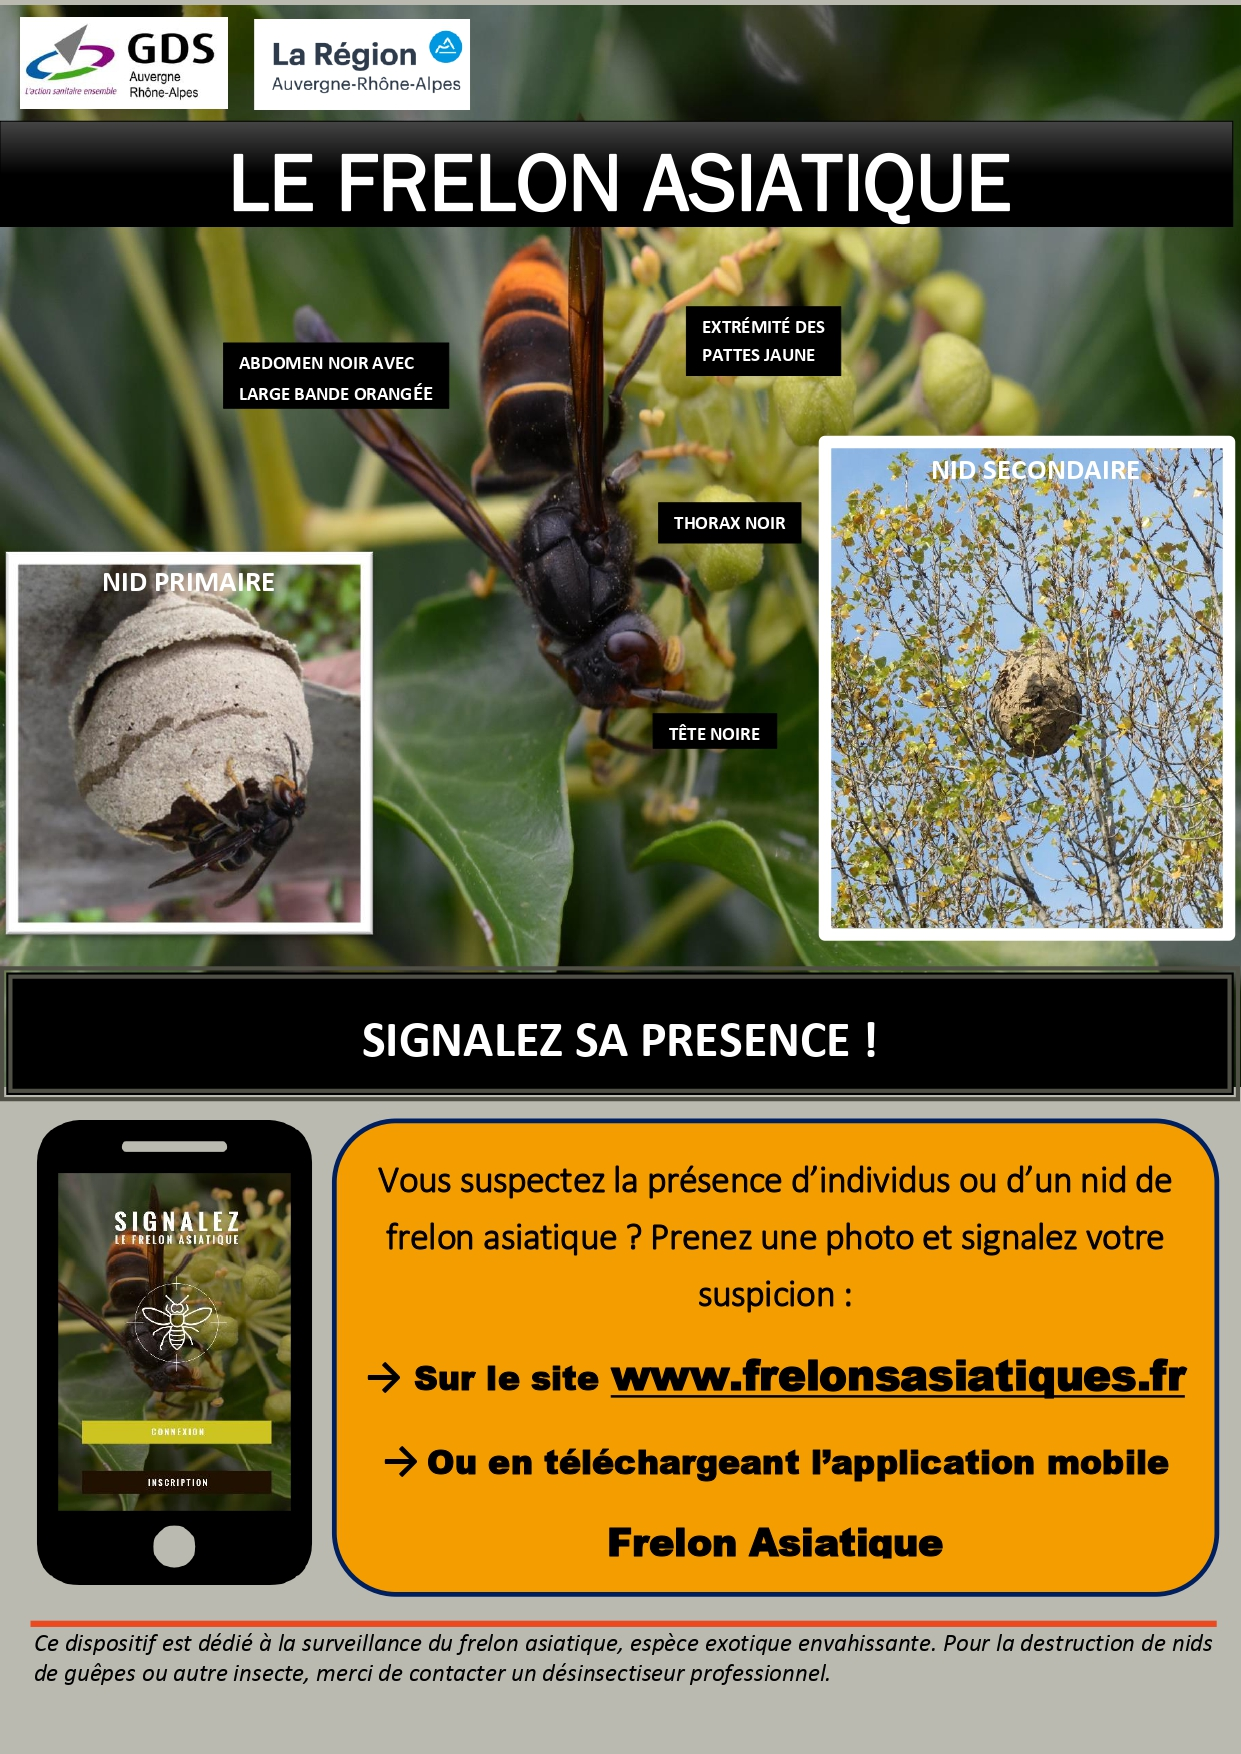 GDS
Auvergne
Rhône-Alpes
L'action sanitaire ensemble
La Région
Auvergne-Rhône-Alpes
LE FRELON ASIATIQUE
ABDOMEN NOIR AVEC
LARGE BANDE ORANGÉE
EXTRÉMITÉ DES
PATTES JAUNE
THORAX NOIR
TÊTE NOIRE
NID PRIMAIRE
NID SECONDAIRE
SIGNALEZ SA PRESENCE !
SIGNALEZ
LE FRELON ASIATIQUE
CONNEXION
INSCRIPTION
Vous suspectez la présence d’individus ou d’un nid de
frelon asiatique ? Prenez une photo et signalez votre
suspicion :
→ Sur le site www.frelonsasiatiques.fr
→ Ou en téléchargeant l’application mobile
Frelon Asiatique
Ce dispositif est dédié à la surveillance du frelon asiatique, espèce exotique envahissante. Pour la destruction de nids
de guêpes ou autre insecte, merci de contacter un désinsectiseur professionnel.